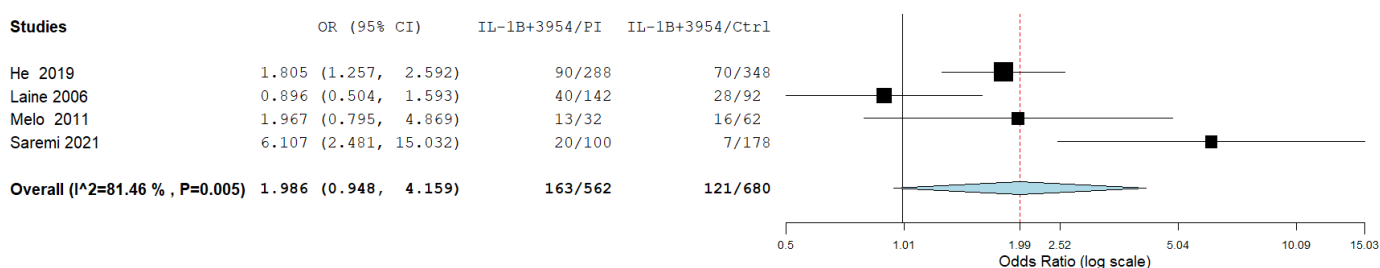 Studies OR (95% CI) IL-1B+3954/PI IL-1B+3954/Ctrl
He 2019 1.805 (1.257, 2.592) 90/288 70/348
Laine 2006 0.896 (0.504, 1.593) 40/142 28/92
Melo 2011 1.967 (0.795, 4.869) 13/32 16/62
Saremi 2021 6.107 (2.481, 15.032) 20/100 7/178
Overall (I^2=81.46 % , P=0.005) 1.986 (0.948, 4.159) 163/562 121/680
0.5 1.01 1.99 2.52 5.04 10.09 15.03
Odds Ratio (log scale)